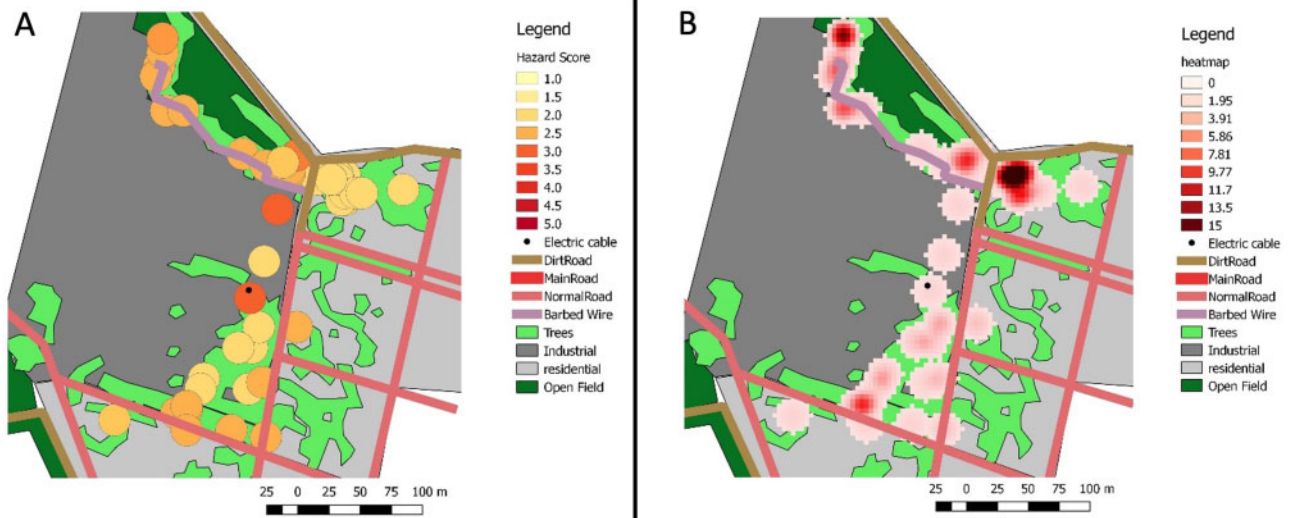 A
Legend
Hazard Score
1.0
1.5
2.0
2.5
3.0
3.5
4.0
4.5
5.0
Electric cable
DirtRoad
MainRoad
NormalRoad
Barbed Wire
Trees
Industrial
residential
Open Field
25 0 25 50 75 100 m
B
Legend
heatmap
0
1.95
3.91
5.86
7.81
9.77
11.7
13.5
15
Electric cable
DirtRoad
MainRoad
NormalRoad
Barbed Wire
Trees
Industrial
residential
Open Field
25 0 25 50 75 100 m